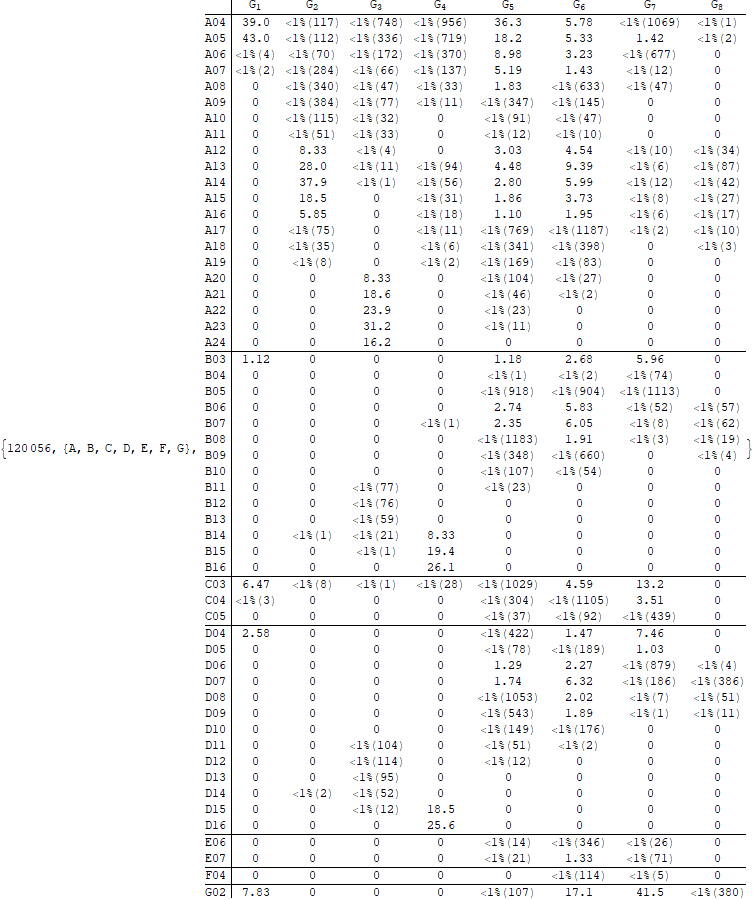 G1 G2 G3 G4 G5 G6 G7 G8
A04 39.0 <1%(117) <1%(748) <1%(956) 36.3 5.78 <1%(1069) <1%(1)
A05 43.0 <1%(112) <1%(336) <1%(719) 18.2 5.33 1.42 <1%(2)
A06 <1%(4) <1%(70) <1%(172) <1%(370) 8.98 3.23 <1%(677) 0
A07 <1%(2) <1%(284) <1%(66) <1%(137) 5.19 1.43 <1%(12) 0
A08 0 <1%(340) <1%(47) <1%(33) 1.83 <1%(633) <1%(47) 0
A09 0 <1%(384) <1%(77) <1%(11) <1%(347) <1%(145) 0 0
A10 0 <1%(115) <1%(32) 0 <1%(91) <1%(47) 0 0
A11 0 <1%(51) <1%(33) 0 <1%(12) <1%(10) 0 0
A12 0 8.33 <1%(4) 0 3.03 4.54 <1%(10) <1%(34)
A13 0 28.0 <1%(11) <1%(94) 4.48 9.39 <1%(6) <1%(87)
A14 0 37.9 <1%(1) <1%(56) 2.80 5.99 <1%(12) <1%(42)
A15 0 18.5 0 <1%(31) 1.86 3.73 <1%(8) <1%(27)
A16 0 5.85 0 <1%(18) 1.10 1.95 <1%(6) <1%(17)
A17 0 <1%(75) 0 <1%(11) <1%(769) <1%(1187) <1%(2) <1%(10)
A18 0 <1%(35) 0 <1%(6) <1%(341) <1%(398) 0 <1%(3)
A19 0 <1%(8) 0 <1%(2) <1%(169) <1%(83) 0 0
A20 0 0 8.33 0 <1%(104) <1%(27) 0 0
A21 0 0 18.6 0 <1%(46) <1%(2) 0 0
A22 0 0 23.9 0 <1%(23) 0 0 0
A23 0 0 31.2 0 <1%(11) 0 0 0
A24 0 0 16.2 0 0 0 0 0
B03 1.12 0 0 0 1.18 2.68 5.96 0
B04 0 0 0 0 <1%(1) <1%(2) <1%(74) 0
B05 0 0 0 0 <1%(918) <1%(904) <1%(1113) 0
B06 0 0 0 0 2.74 5.83 <1%(52) <1%(57)
B07 0 0 0 <1%(1) 2.35 6.05 <1%(8) <1%(62)
B08 0 0 0 0 <1%(1183) 1.91 <1%(3) <1%(19)
{120056, {A, B, C, D, E, F, G}, B09 0 0 0 0 <1%(348) <1%(660) 0 <1%(4) }
B10 0 0 0 0 <1%(107) <1%(54) 0 0
B11 0 0 <1%(77) 0 <1%(23) 0 0 0
B12 0 0 <1%(76) 0 0 0 0 0
B13 0 0 <1%(59) 0 0 0 0 0
B14 0 <1%(1) <1%(21) 8.33 0 0 0 0
B15 0 0 <1%(1) 19.4 0 0 0 0
B16 0 0 0 26.1 0 0 0 0
C03 6.47 <1%(8) <1%(1) <1%(28) <1%(1029) 4.59 13.2 0
C04 <1%(3) 0 0 0 <1%(304) <1%(1105) 3.51 0
C05 0 0 0 0 <1%(37) <1%(92) <1%(439) 0
D04 2.58 0 0 0 <1%(422) 1.47 7.46 0
D05 0 0 0 0 <1%(78) <1%(189) 1.03 0
D06 0 0 0 0 1.29 2.27 <1%(879) <1%(4)
D07 0 0 0 0 1.74 6.32 <1%(186) <1%(386)
D08 0 0 0 0 <1%(1053) 2.02 <1%(7) <1%(51)
D09 0 0 0 0 <1%(543) 1.89 <1%(1) <1%(11)
D10 0 0 0 0 <1%(149) <1%(176) 0 0
D11 0 0 <1%(104) 0 <1%(51) <1%(2) 0 0
D12 0 0 <1%(114) 0 <1%(12) 0 0 0
D13 0 0 <1%(95) 0 0 0 0 0
D14 0 <1%(2) <1%(52) 0 0 0 0 0
D15 0 0 <1%(12) 18.5 0 0 0 0
D16 0 0 0 25.6 0 0 0 0
E06 0 0 0 0 <1%(14) <1%(346) <1%(26) 0
E07 0 0 0 0 <1%(21) 1.33 <1%(71) 0
F04 0 0 0 0 0 <1%(114) <1%(5) 0
G02 7.83 0 0 0 <1%(107) 17.1 41.5 <1%(380)